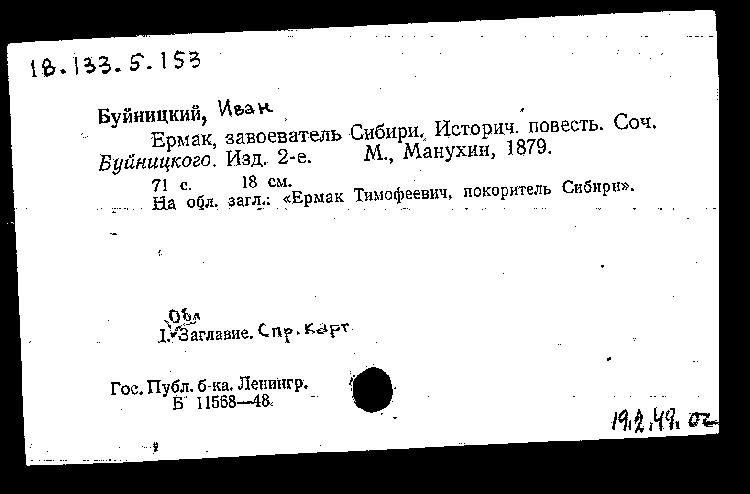 18.133.5.153
Буйницкий, Иван
Ермак, завоеватель Сибири. Историч. повесть. Соч.
Буйницкого. Изд. 2-е. М., Манухин, 1879.
71 с. 18 см.
На обл. загл.: «Ермак Тимофеевич, покоритель Сибири».
Обл
I. Заглавие. Спр. карт
Гос. Публ. б-ка. Ленингр.
Б 11568—48.
19.2.49.